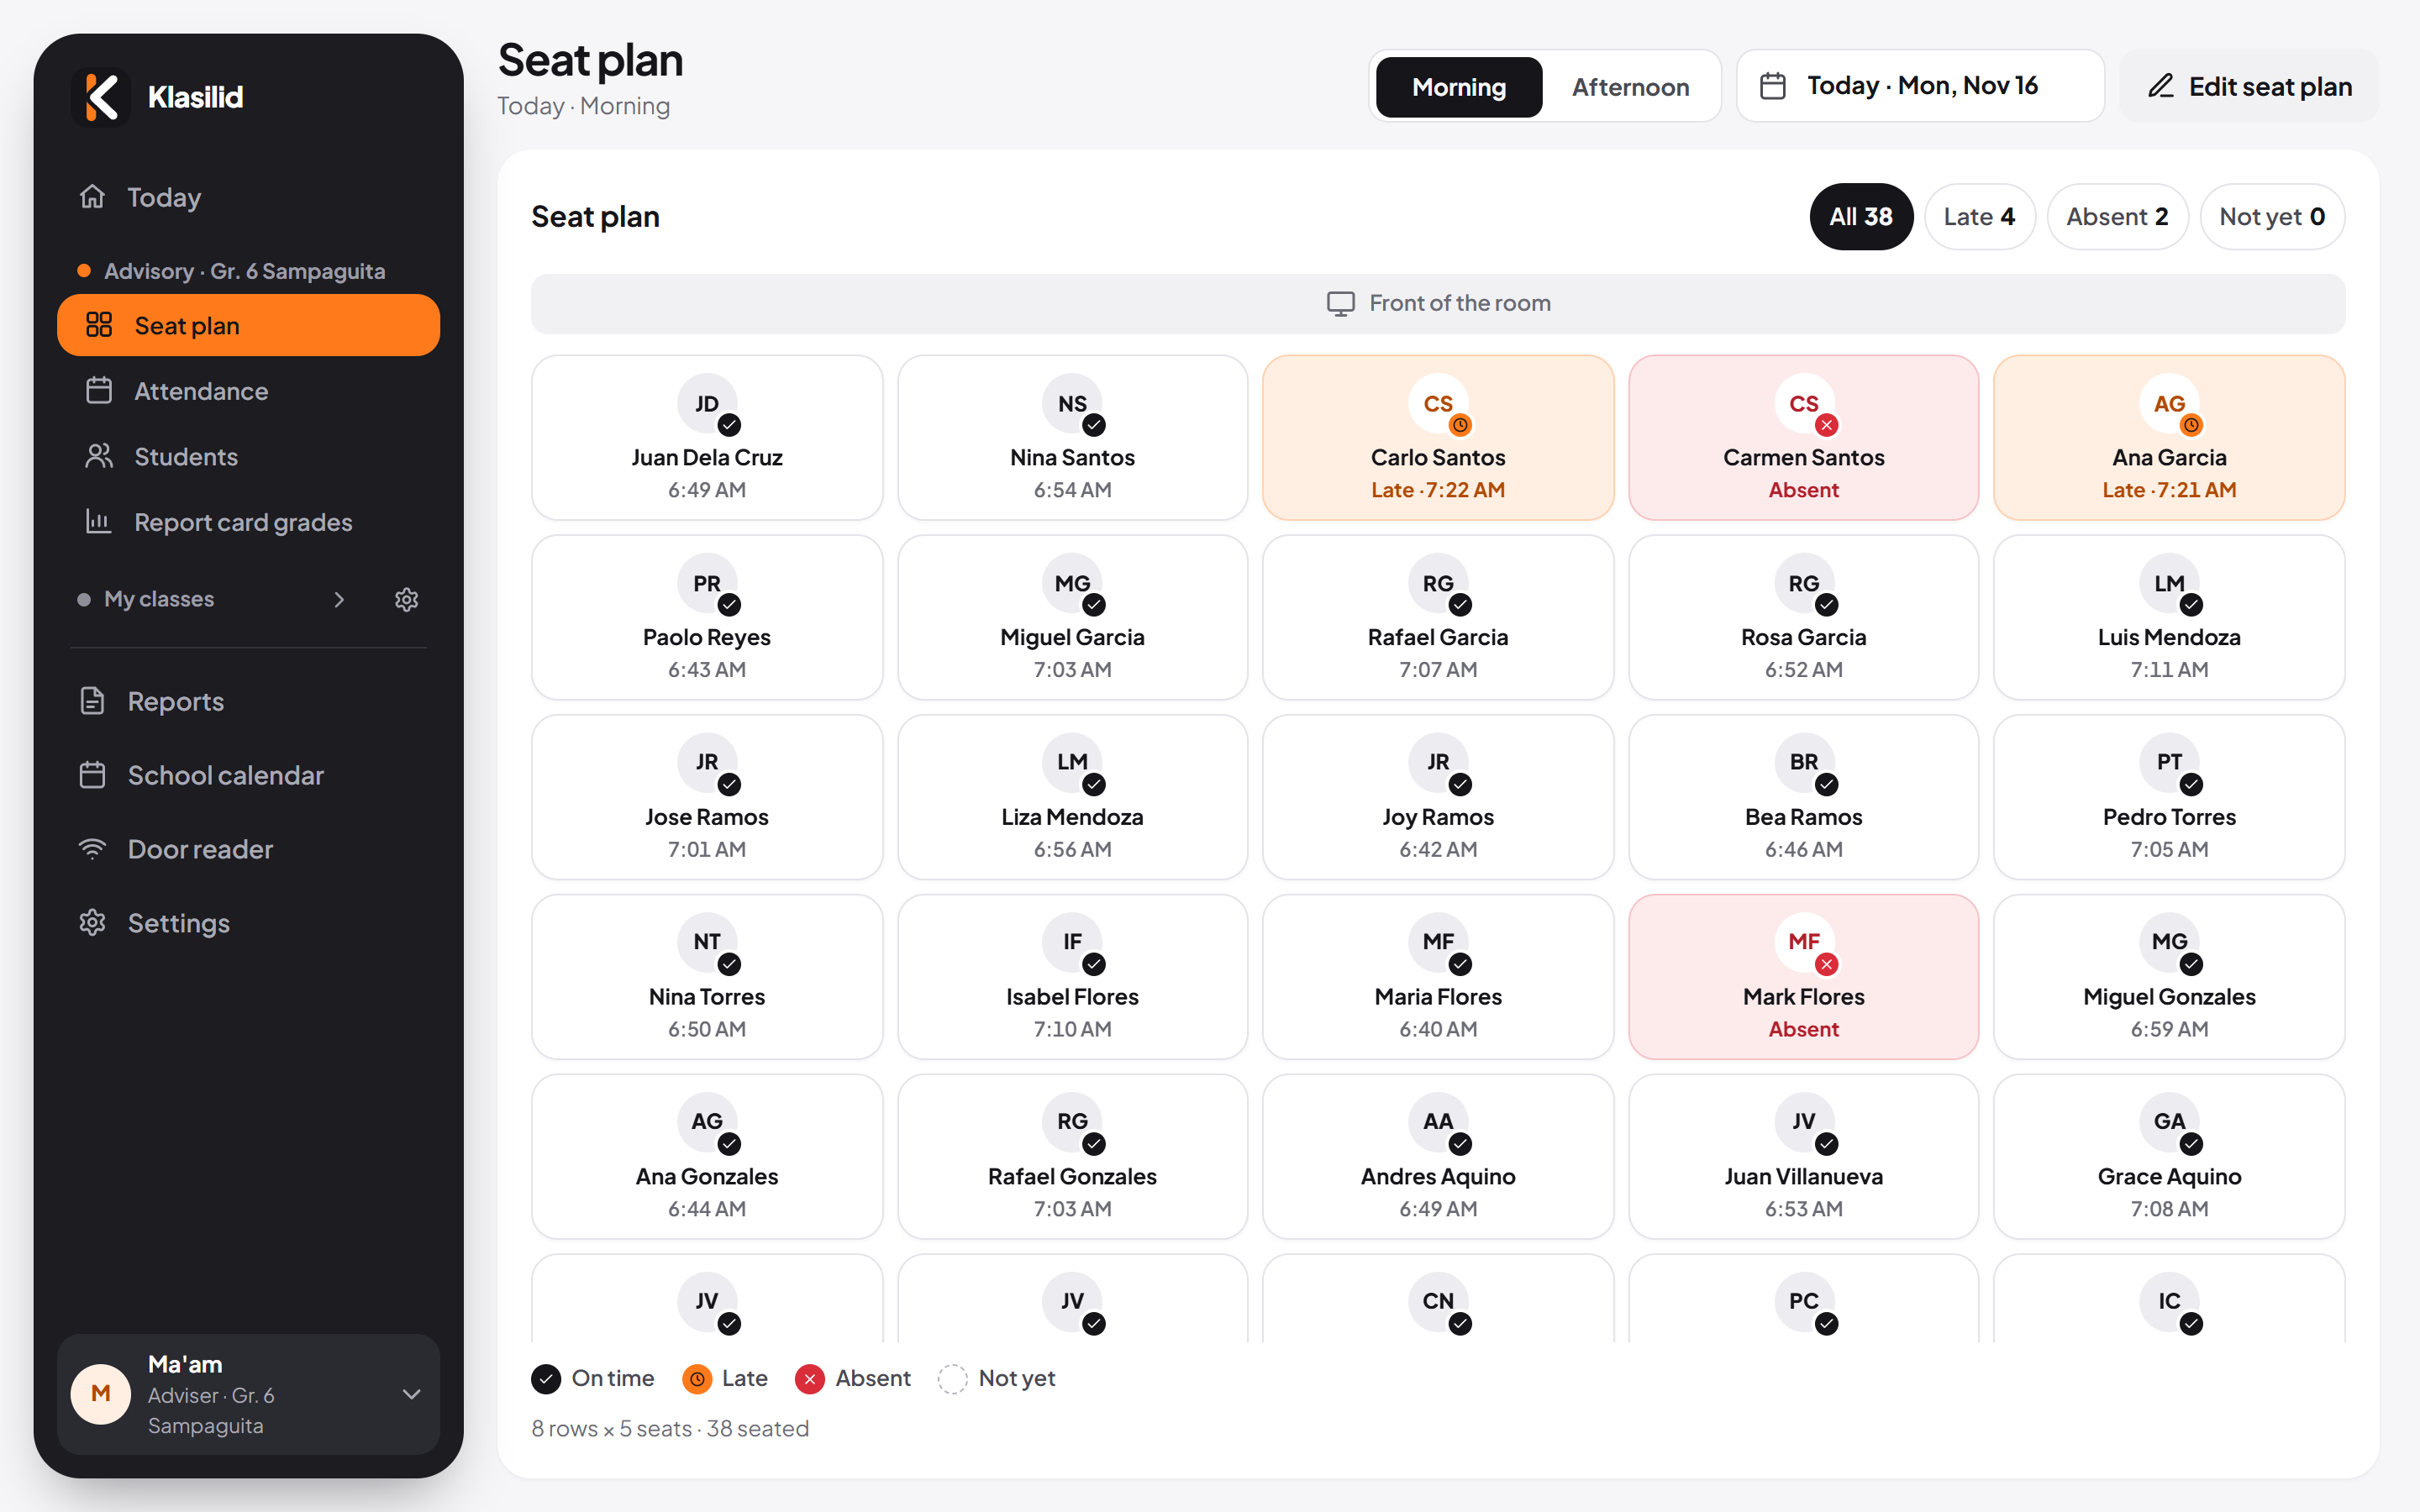 Klasilid
Today
Advisory · Gr. 6 Sampaguita
Seat plan
Attendance
Students
Report card grades
My classes
Reports
School calendar
Door reader
Settings
M
Ma'am
Adviser · Gr. 6
Sampaguita
Seat plan
Today · Morning
Morning Afternoon
Today · Mon, Nov 16
Edit seat plan
Seat plan
All 38 Late 4 Absent 2 Not yet 0
Front of the room
JD NS CS CS AG
Juan Dela Cruz Nina Santos Carlo Santos Carmen Santos Ana Garcia
6:49 AM 6:54 AM Late · 7:22 AM Absent Late · 7:21 AM
PR MG RG RG LM
Paolo Reyes Miguel Garcia Rafael Garcia Rosa Garcia Luis Mendoza
6:43 AM 7:03 AM 7:07 AM 6:52 AM 7:11 AM
JR LM JR BR PT
Jose Ramos Liza Mendoza Joy Ramos Bea Ramos Pedro Torres
7:01 AM 6:56 AM 6:42 AM 6:46 AM 7:05 AM
NT IF MF MF MG
Nina Torres Isabel Flores Maria Flores Mark Flores Miguel Gonzales
6:50 AM 7:10 AM 6:40 AM Absent 6:59 AM
AG RG AA JV GA
Ana Gonzales Rafael Gonzales Andres Aquino Juan Villanueva Grace Aquino
6:44 AM 7:03 AM 6:49 AM 6:53 AM 7:08 AM
JV JV CN PC IC
On time Late Absent Not yet
8 rows × 5 seats · 38 seated